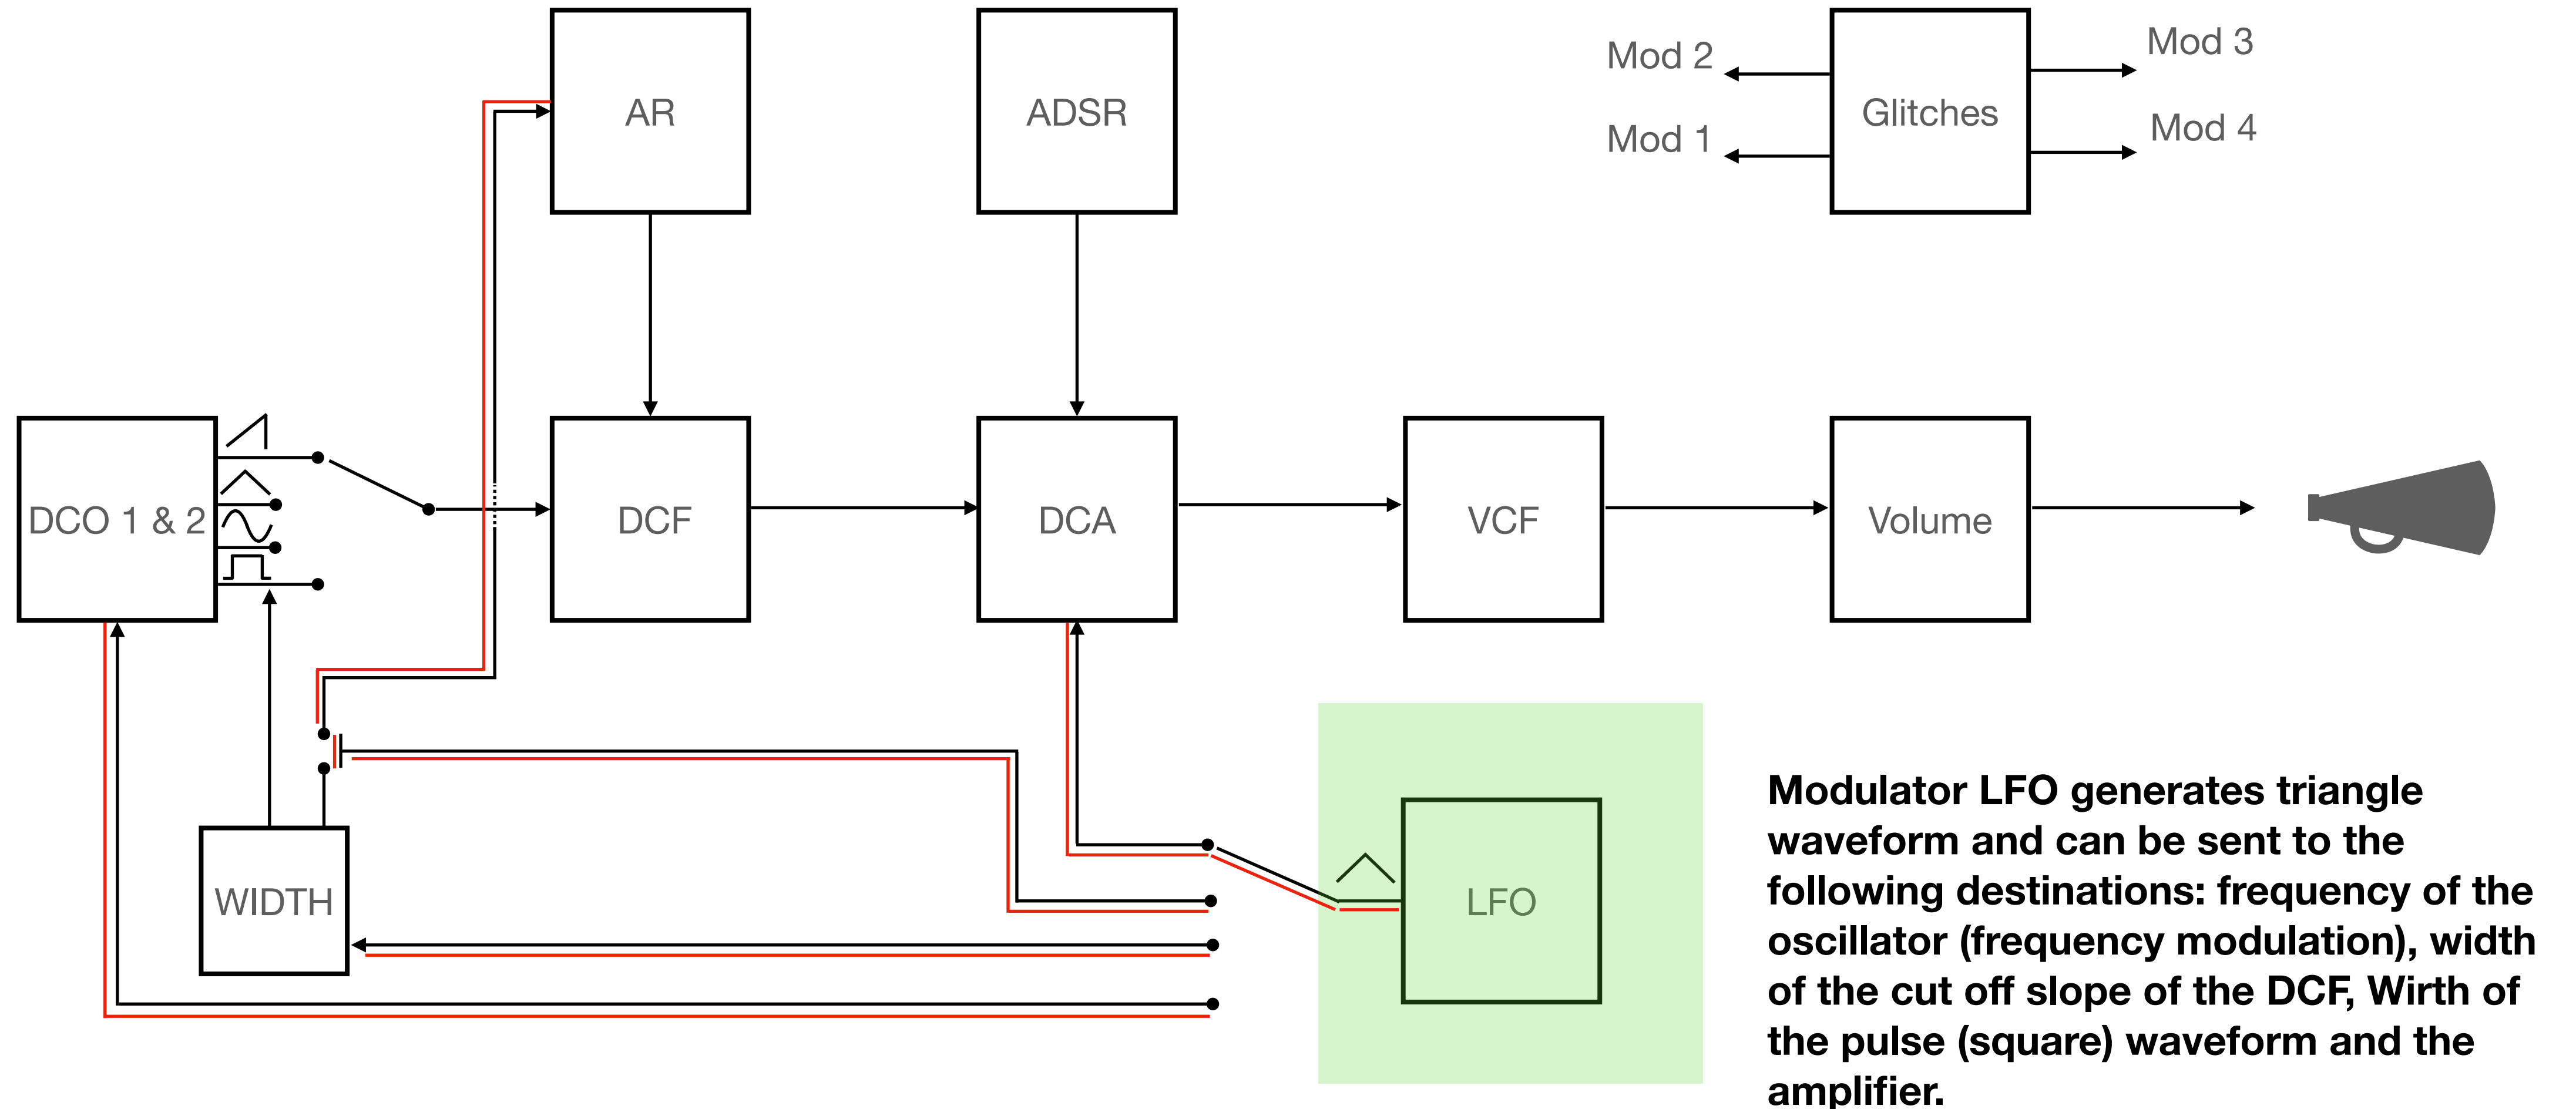 AR
ADSR
Mod 2
Mod 1
Glitches
Mod 3
Mod 4
DCO 1 & 2
DCF
DCA
VCF
Volume
WIDTH
LFO
Modulator LFO generates triangle
waveform and can be sent to the
following destinations: frequency of the
oscillator (frequency modulation), width
of the cut off slope of the DCF, Wirth of
the pulse (square) waveform and the
amplifier.